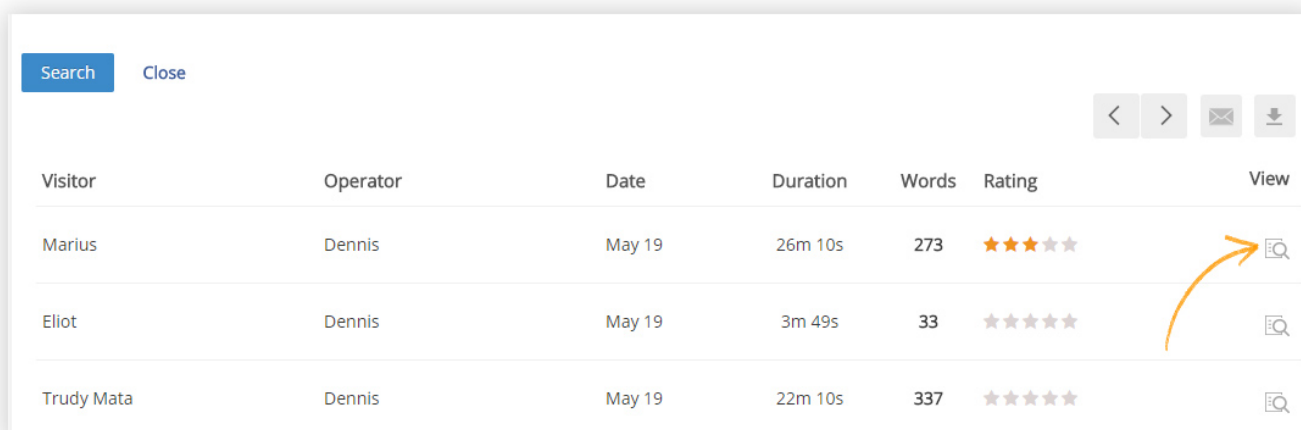 Search Close
Visitor Operator Date Duration Words Rating View
Marius Dennis May 19 26m 10s 273
Eliot Dennis May 19 3m 49s 33
Trudy Mata Dennis May 19 22m 10s 337